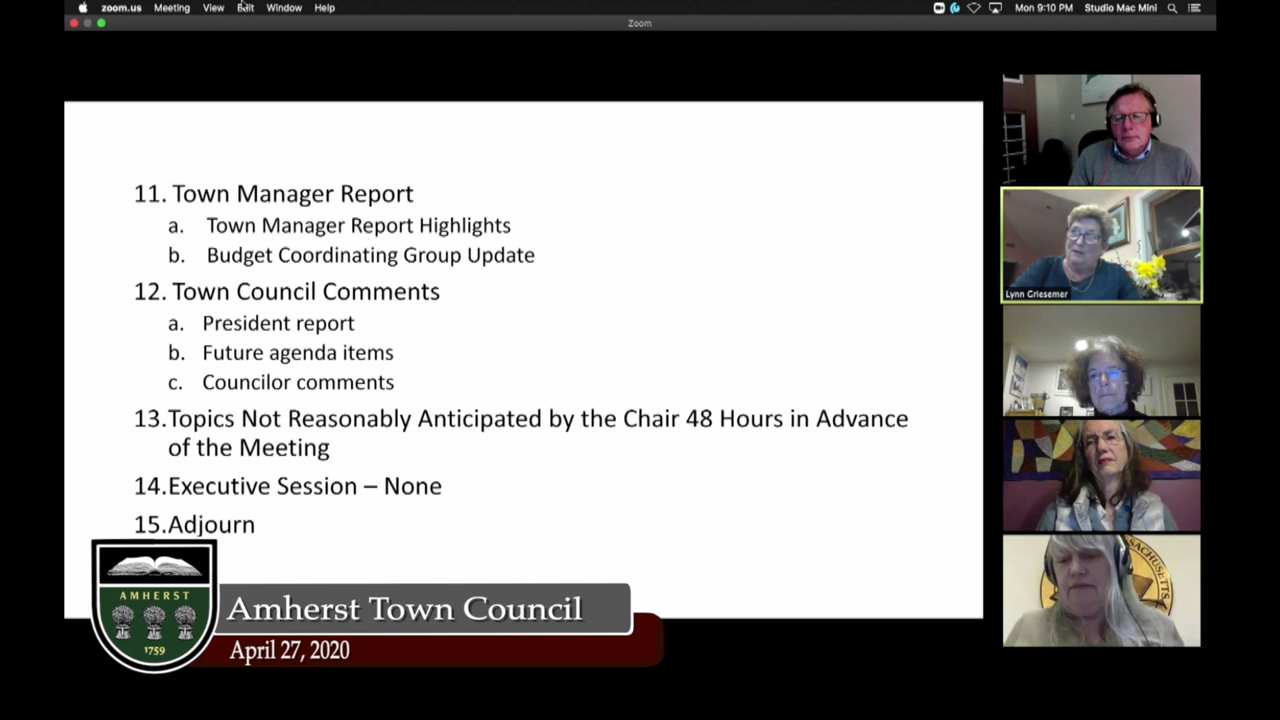 zoom.us Meeting View Edit Window Help Mon 9:10 PM Studio Mac Mini
Zoom
11. Town Manager Report
a. Town Manager Report Highlights
b. Budget Coordinating Group Update
12. Town Council Comments
a. President report
b. Future agenda items
c. Councilor comments
13.Topics Not Reasonably Anticipated by the Chair 48 Hours in Advance
of the Meeting
14.Executive Session – None
15.Adjourn
Lynn Griesemer
AMHERST
1759
Amherst Town Council
April 27, 2020